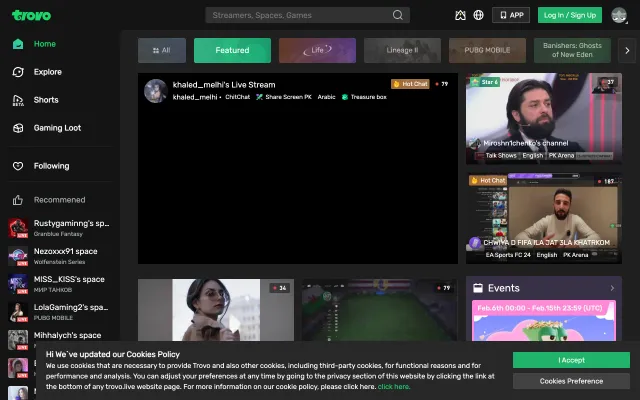 trovo
Streamers, Spaces, Games
APP
Log In / Sign Up
Home
Explore
BETA
Shorts
Gaming Loot
Following
Recommened
Rustygaminng's sp...
Granblue Fantasy
LIVE
Nezoxxx91 space
Wolfenstein Series
LIVE
MISS_KISS's space
МИР ТАНКОВ
LIVE
LolaGaming2's spa...
PUBG MOBILE
LIVE
Mihhalych's space
All
Featured
Life
Lineage II
PUBG MOBILE
Banishers: Ghosts
of New Eden
khaled_melhi's Live Stream
Hot Chat
79
khaled_melhi • ChitChat Share Screen PK Arabic Treasure box
Star 6
37
Miroshn1chenko's channel
Talk Shows English PK Arena
Hot Chat
187
CHWIYA D FIFA ILA JAT 3LA KHATRKOM
EA Sports FC 24 English PK Arena
34
79
Events
Feb.6th 00:00 - Feb.15th 23:59 (UTC)
Hi We`ve updated our Cookies Policy
We use cookies that are necessary to provide Trovo and also other cookies, including third-party cookies, for functional reasons and for
performance and analysis. You can adjust your preferences at any time by going to the privacy section of this website by clicking the link at
the bottom of any trovo.live website page. For more information on our cookie policy, please click here. click here.
I Accept
Cookies Preference